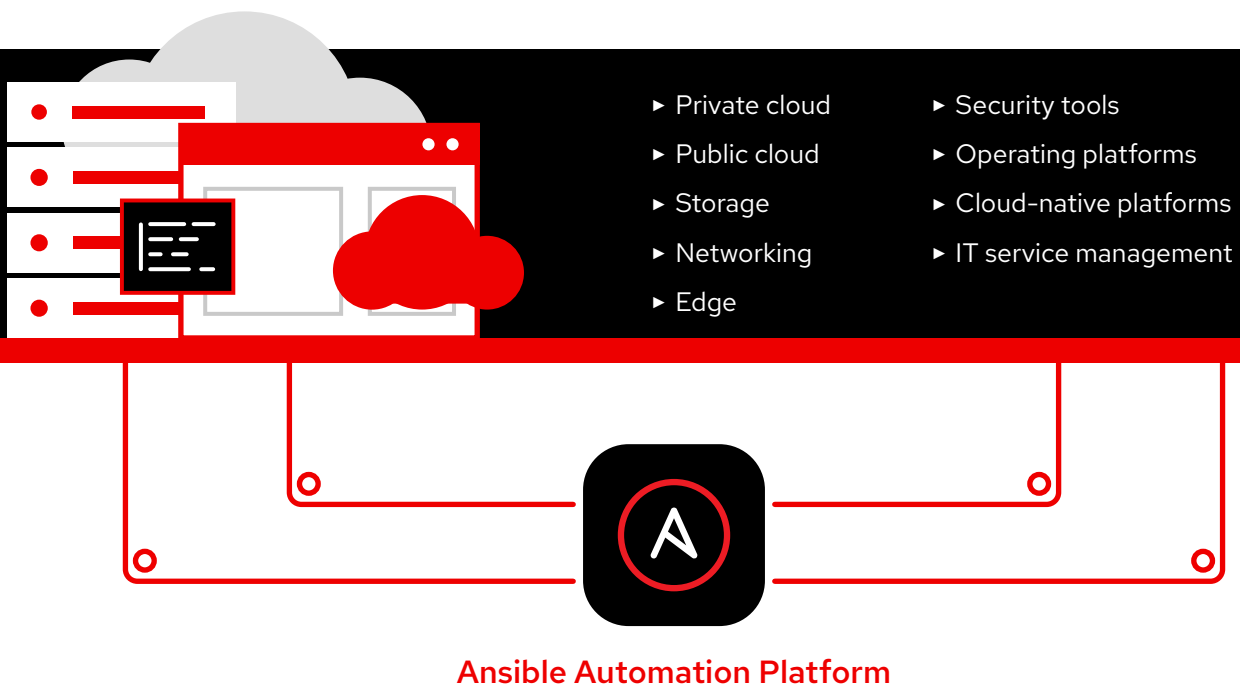 ► Private cloud
► Public cloud
► Storage
► Networking
► Edge
► Security tools
► Operating platforms
► Cloud-native platforms
► IT service management
Ansible Automation Platform